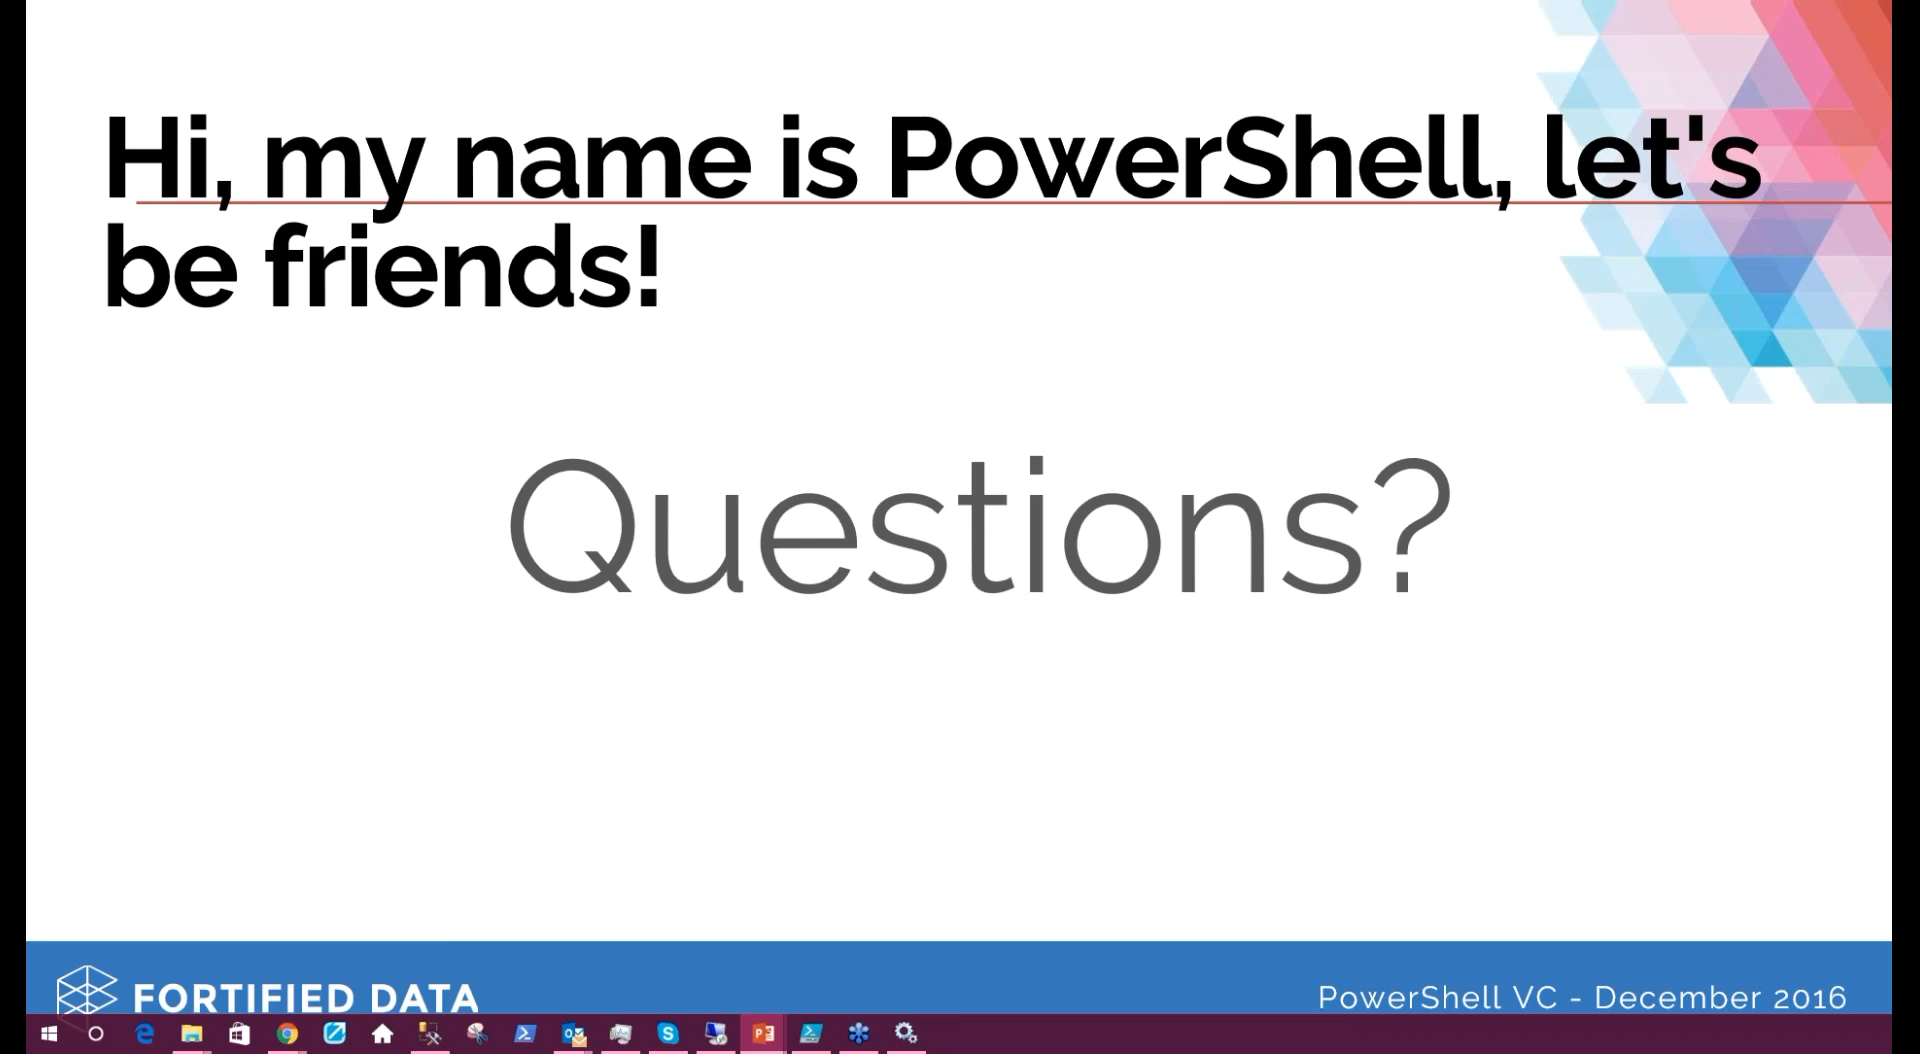 Hi, my name is PowerShell, let's
be friends!
Questions?
FORTIFIED DATA
PowerShell VC - December 2016